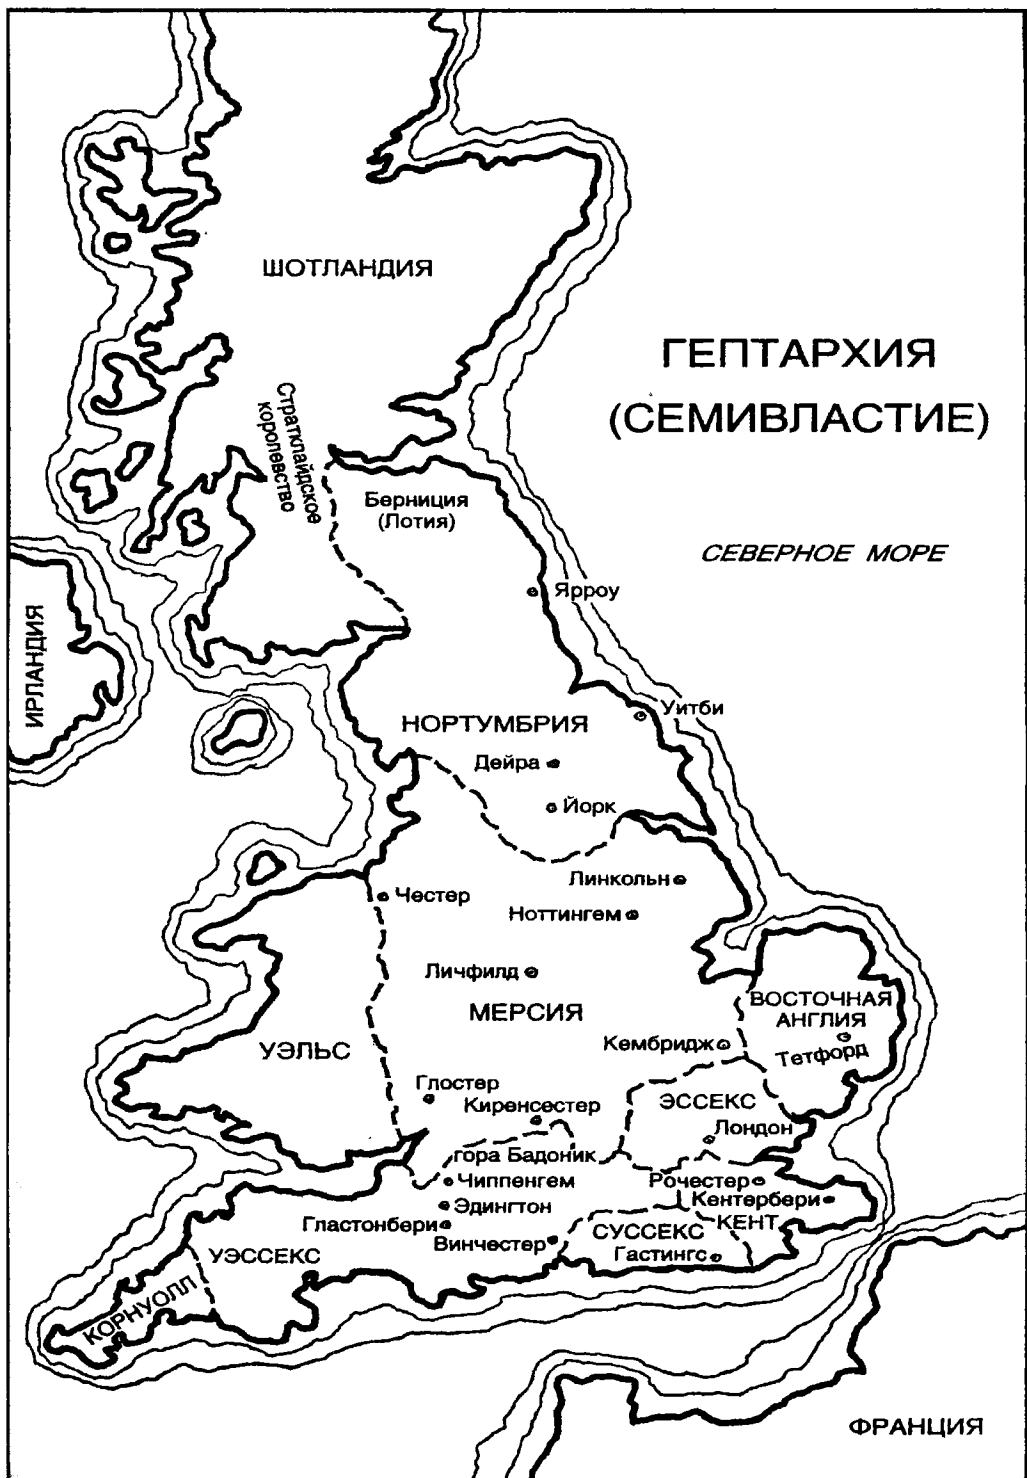 ШОТЛАНДИЯ
ГЕПТАРХИЯ
(СЕМИВЛАСТИЕ)
Стратклайдское
королевство
Берниция
(Лотия)
СЕВЕРНОЕ МОРЕ
Ярроу
ИРЛАНДИЯ
Уитби
НОРТУМБРИЯ
Дейра
Йорк
Линкольн
Честер
Ноттингем
Личфилд
МЕРСИЯ
ВОСТОЧНАЯ
АНГЛИЯ
Тетфорд
Кембридж
УЭЛЬС
Глостер
Киренсестер
ЭССЕКС
Лондон
гора Бадоник
Чиппенгем
Рочестер
Кентербери
Эдингтон
Гластонбери
СУССЕКС
КЕНТ
Винчестер
Гастингс
УЭССЕКС
КОРНУОЛЛ
ФРАНЦИЯ